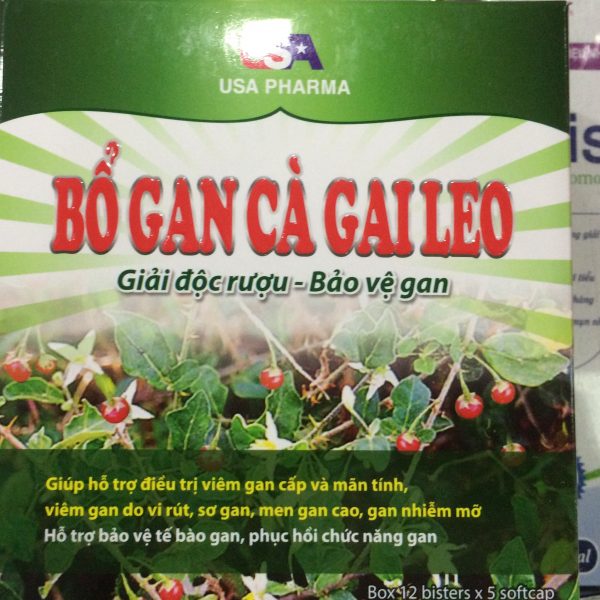 USA
USA PHARMA
BỔ GAN CÀ GAI LEO
Giải độc rượu - Bảo vệ gan
Giúp hỗ trợ điều trị viêm gan cấp và mãn tính,
viêm gan do vi rút, sơ gan, men gan cao, gan nhiễm mỡ
Hỗ trợ bảo vệ tế bào gan, phục hồi chức năng gan
Box 12 bisters x 5 softcap
is